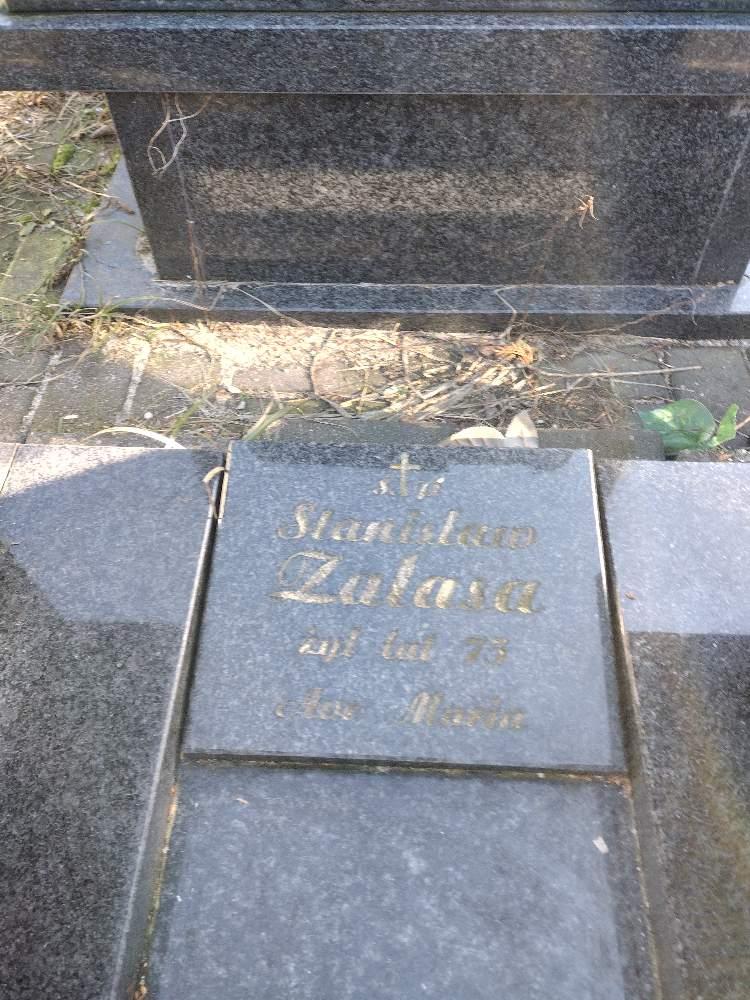 ś. p
Stanisław
Zalasa
żył lat 73
Ave Maria